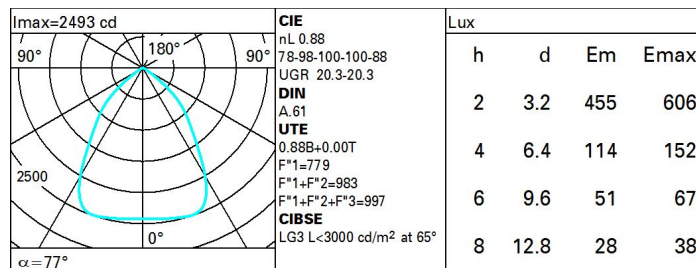 Imax=2493 cd
90° 180° 90°
2500
0°
α=77°
CIE
nL 0.88
78-98-100-100-88
UGR 20.3-20.3
DIN
A.61
UTE
0.88B+0.00T
F"1=779
F"1+F"2=983
F"1+F"2+F"3=997
CIBSE
LG3 L<3000 cd/m² at 65°
Lux
h d Em Emax
2 3.2 455 606
4 6.4 114 152
6 9.6 51 67
8 12.8 28 38